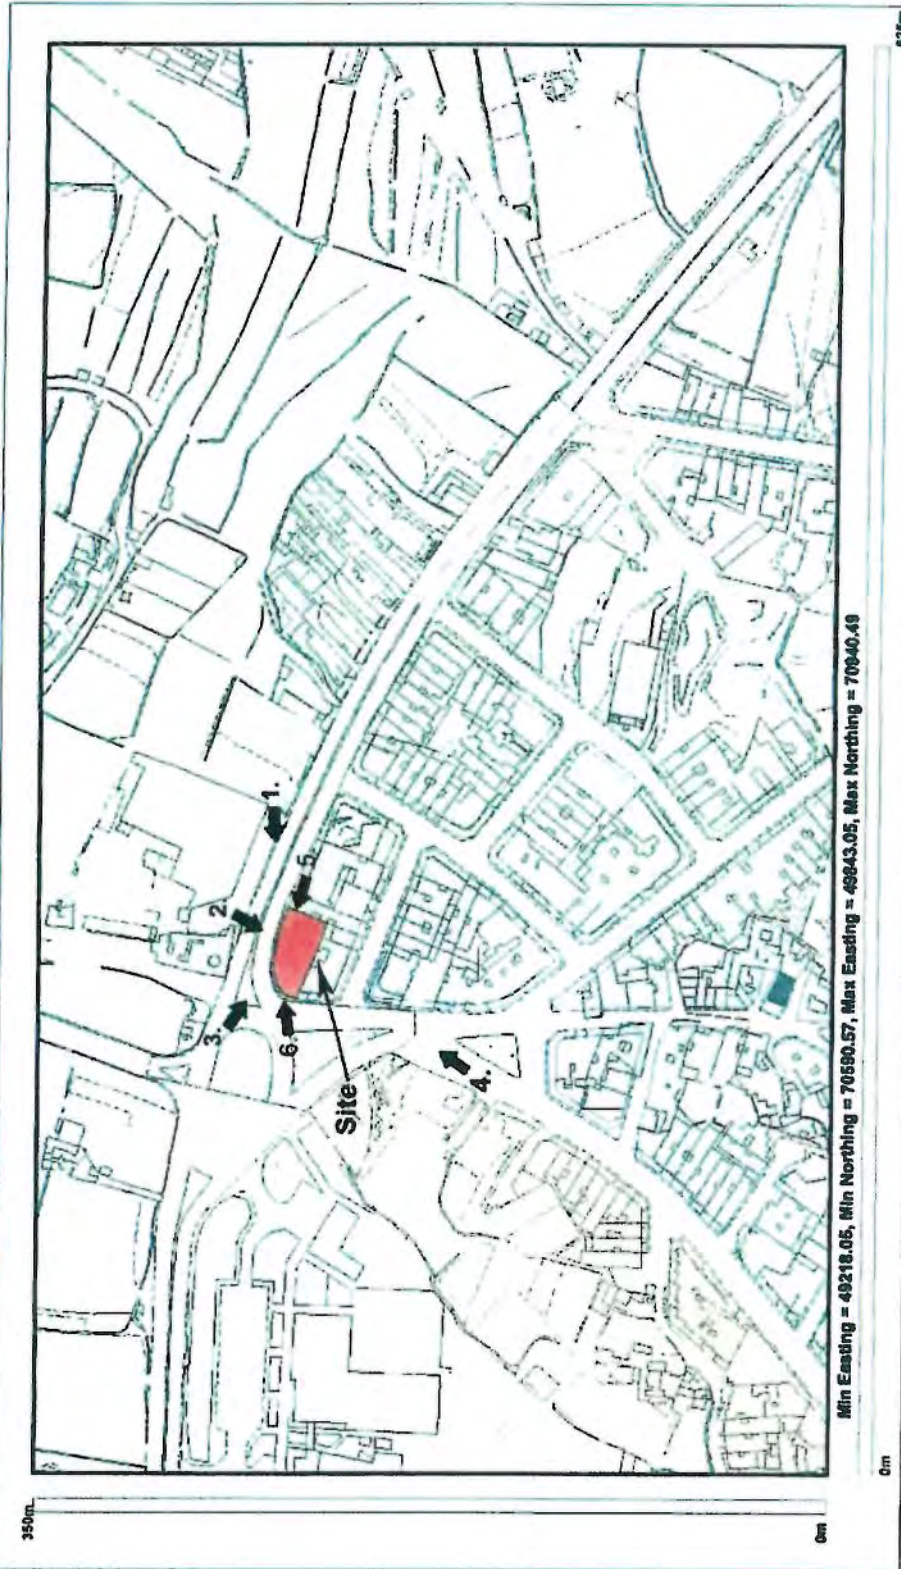 350m
2.
3.
1.
6.
5.
Site
4.
0m
Min Easting = 49218.05, Min Northing = 70590.57, Max Easting = 49843.05, Max Northing = 70940.49
0m